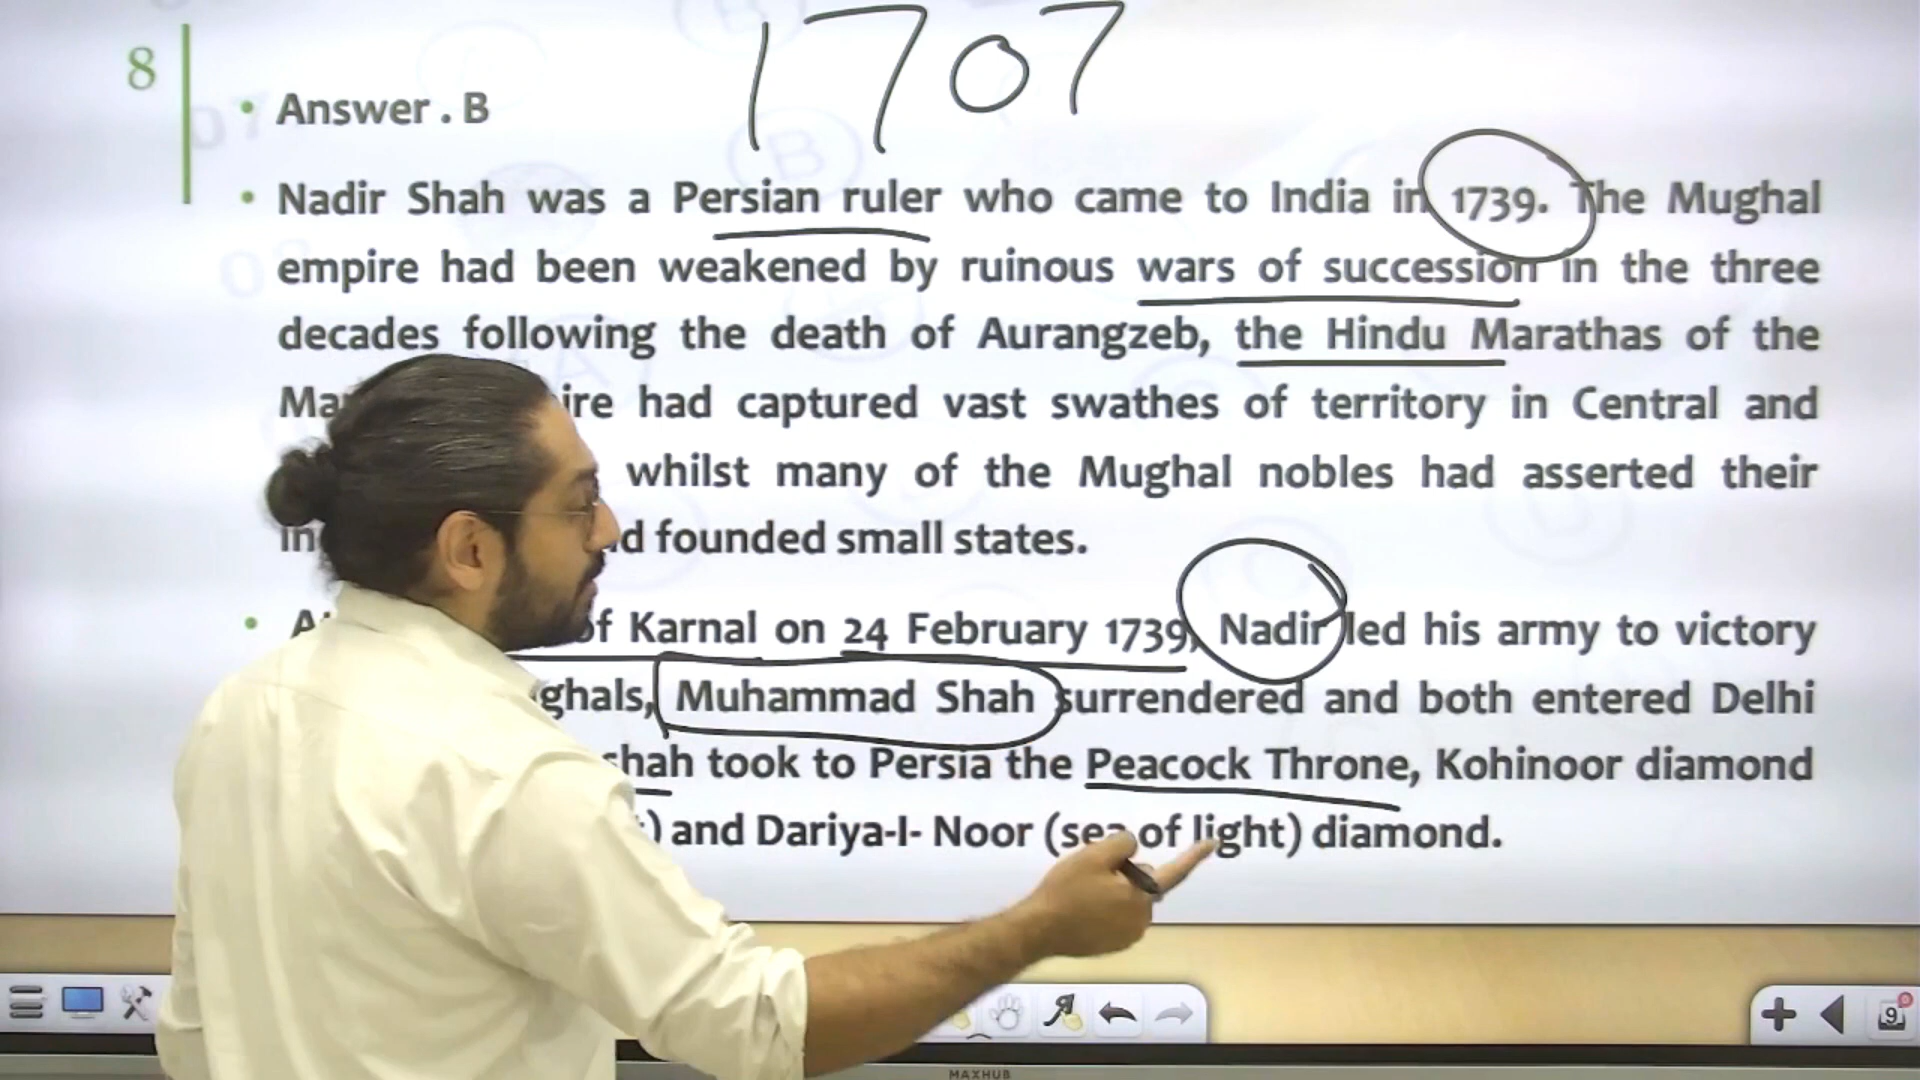 1707
8
• Answer . B
• Nadir Shah was a Persian ruler who came to India in 1739. The Mughal
empire had been weakened by ruinous wars of succession in the three
decades following the death of Aurangzeb, the Hindu Marathas of the
had captured vast swathes of territory in Central and
whilst many of the Mughal nobles had asserted their
founded small states.
• of Karnal on 24 February 1739, Nadir led his army to victory
Muhammad Shah surrendered and both entered Delhi
shah took to Persia the Peacock Throne, Kohinoor diamond
and Dariya-I- Noor (sea of light) diamond.
9
MAXHUB